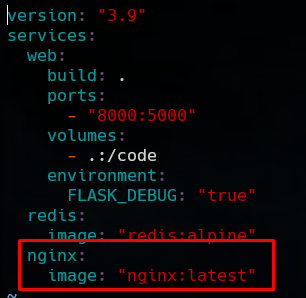 version: "3.9"
services:
  web:
    build: .
    ports:
      - "8000:5000"
    volumes:
      - .:/code
    environment:
      FLASK_DEBUG: "true"
  redis:
    image: "redis:alpine"
  nginx:
    image: "nginx:latest"
~